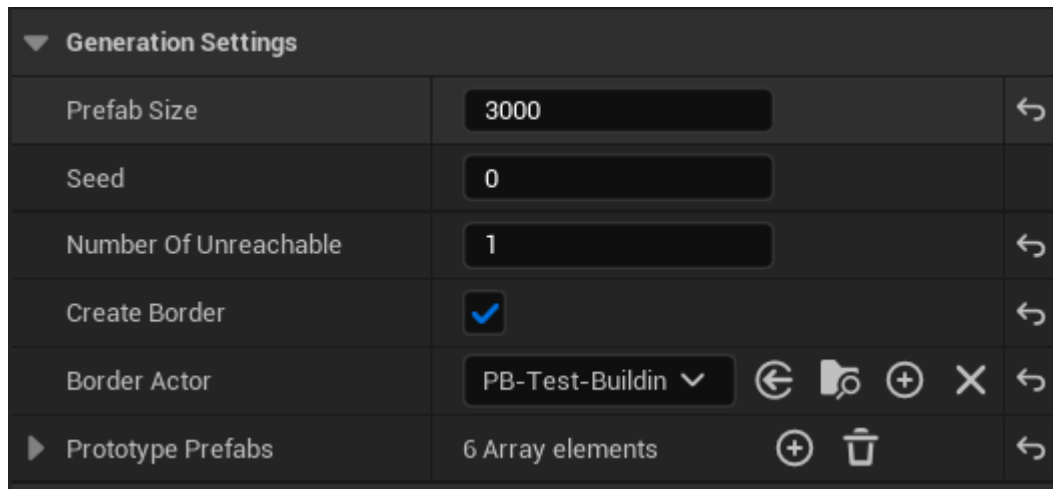 Generation Settings
Prefab Size 3000
Seed 0
Number Of Unreachable 1
Create Border
Border Actor PB-Test-Buildin
Prototype Prefabs 6 Array elements